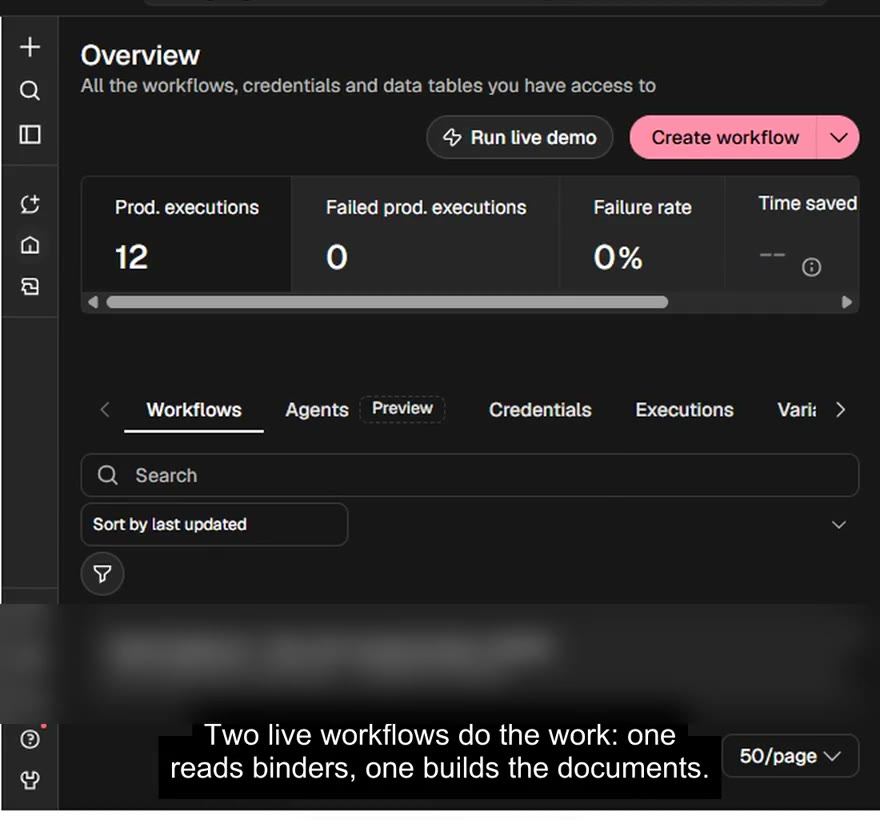 Overview
All the workflows, credentials and data tables you have access to
Run live demo
Create workflow
Prod. executions
Failed prod. executions
Failure rate
Time saved
12
0
0%
--
Workflows
Agents
Preview
Credentials
Executions
Search
Sort by last updated
Two live workflows do the work: one
reads binders, one builds the documents.
50/page